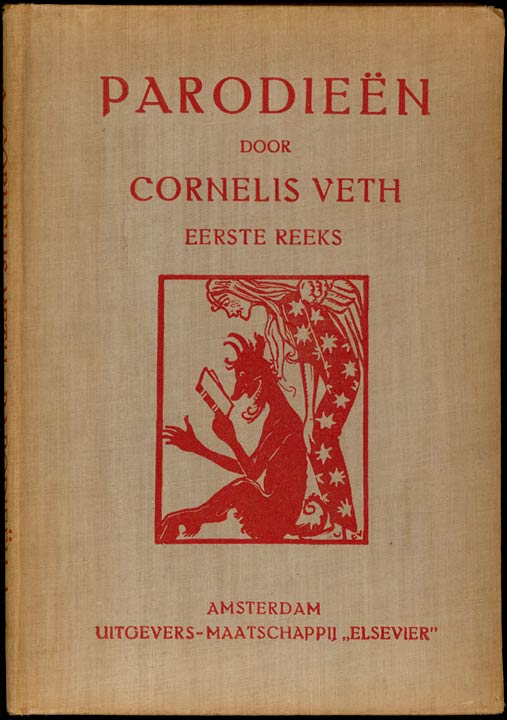 PARODIEËN
DOOR
CORNELIS VETH
EERSTE REEKS
AMSTERDAM
UITGEVERS-MAATSCHAPPIJ „ELSEVIER"